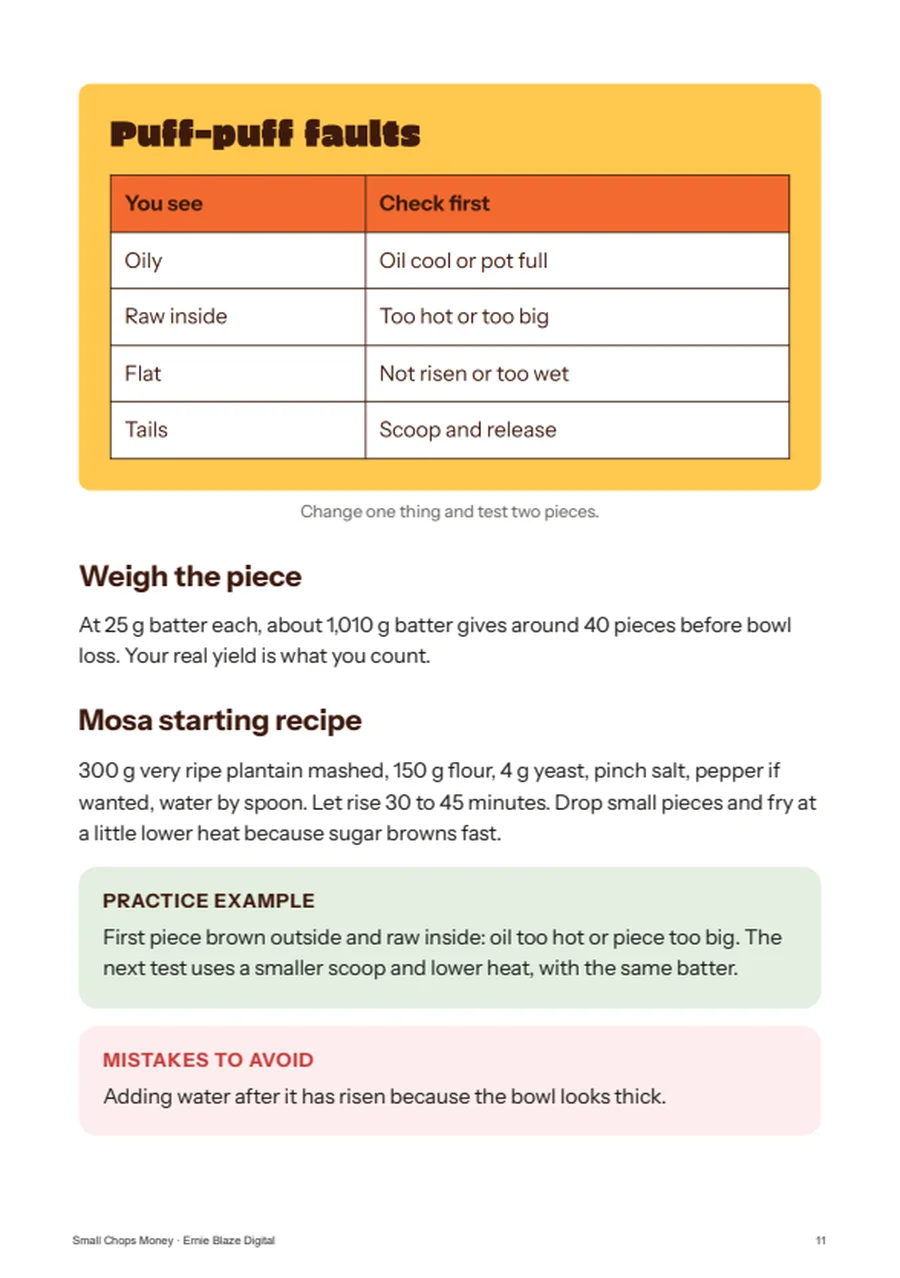 Puff-puff faults
You see Check first
Oily Oil cool or pot full
Raw inside Too hot or too big
Flat Not risen or too wet
Tails Scoop and release
Change one thing and test two pieces.
Weigh the piece
At 25 g batter each, about 1,010 g batter gives around 40 pieces before bowl
loss. Your real yield is what you count.
Mosa starting recipe
300 g very ripe plantain mashed, 150 g flour, 4 g yeast, pinch salt, pepper if
wanted, water by spoon. Let rise 30 to 45 minutes. Drop small pieces and fry at
a little lower heat because sugar browns fast.
PRACTICE EXAMPLE
First piece brown outside and raw inside: oil too hot or piece too big. The
next test uses a smaller scoop and lower heat, with the same batter.
MISTAKES TO AVOID
Adding water after it has risen because the bowl looks thick.
Small Chops Money · Ernie Blaze Digital 11